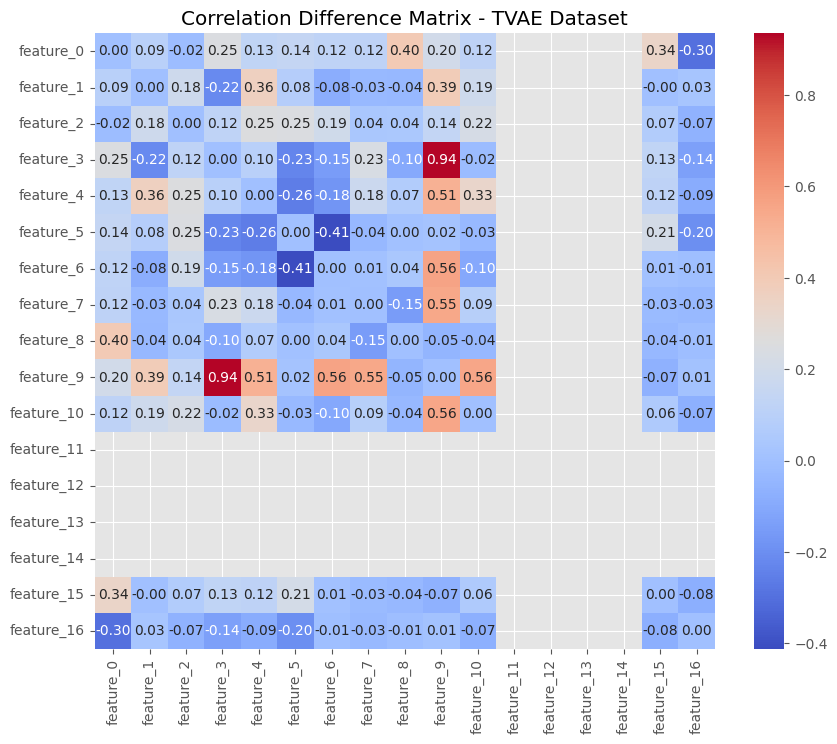 Correlation Difference Matrix - TVAE Dataset
feature_0 0.00 0.09 -0.02 0.25 0.13 0.14 0.12 0.12 0.40 0.20 0.12 0.34 -0.30
feature_1 0.09 0.00 0.18 -0.22 0.36 0.08 -0.08 -0.03 -0.04 0.39 0.19 -0.00 0.03
feature_2 -0.02 0.18 0.00 0.12 0.25 0.25 0.19 0.04 0.04 0.14 0.22 0.07 -0.07
feature_3 0.25 -0.22 0.12 0.00 0.10 -0.23 -0.15 0.23 -0.10 0.94 -0.02 0.13 -0.14
feature_4 0.13 0.36 0.25 0.10 0.00 -0.26 -0.18 0.18 0.07 0.51 0.33 0.12 -0.09
feature_5 0.14 0.08 0.25 -0.23 -0.26 0.00 -0.41 -0.04 0.00 0.02 -0.03 0.21 -0.20
feature_6 0.12 -0.08 0.19 -0.15 -0.18 -0.41 0.00 0.01 0.04 0.56 -0.10 0.01 -0.01
feature_7 0.12 -0.03 0.04 0.23 0.18 -0.04 0.01 0.00 -0.15 0.55 0.09 -0.03 -0.03
feature_8 0.40 -0.04 0.04 -0.10 0.07 0.00 0.04 -0.15 0.00 -0.05 -0.04 -0.04 -0.01
feature_9 0.20 0.39 0.14 0.94 0.51 0.02 0.56 0.55 -0.05 0.00 0.56 -0.07 0.01
feature_10 0.12 0.19 0.22 -0.02 0.33 -0.03 -0.10 0.09 -0.04 0.56 0.00 0.06 -0.07
feature_11
feature_12
feature_13
feature_14
feature_15 0.34 -0.00 0.07 0.13 0.12 0.21 0.01 -0.03 -0.04 -0.07 0.06 0.00 -0.08
feature_16 -0.30 0.03 -0.07 -0.14 -0.09 -0.20 -0.01 -0.03 -0.01 0.01 -0.07 -0.08 0.00
feature_0
feature_1
feature_2
feature_3
feature_4
feature_5
feature_6
feature_7
feature_8
feature_9
feature_10
feature_11
feature_12
feature_13
feature_14
feature_15
feature_16
0.8
0.6
0.4
0.2
0.0
−0.2
−0.4